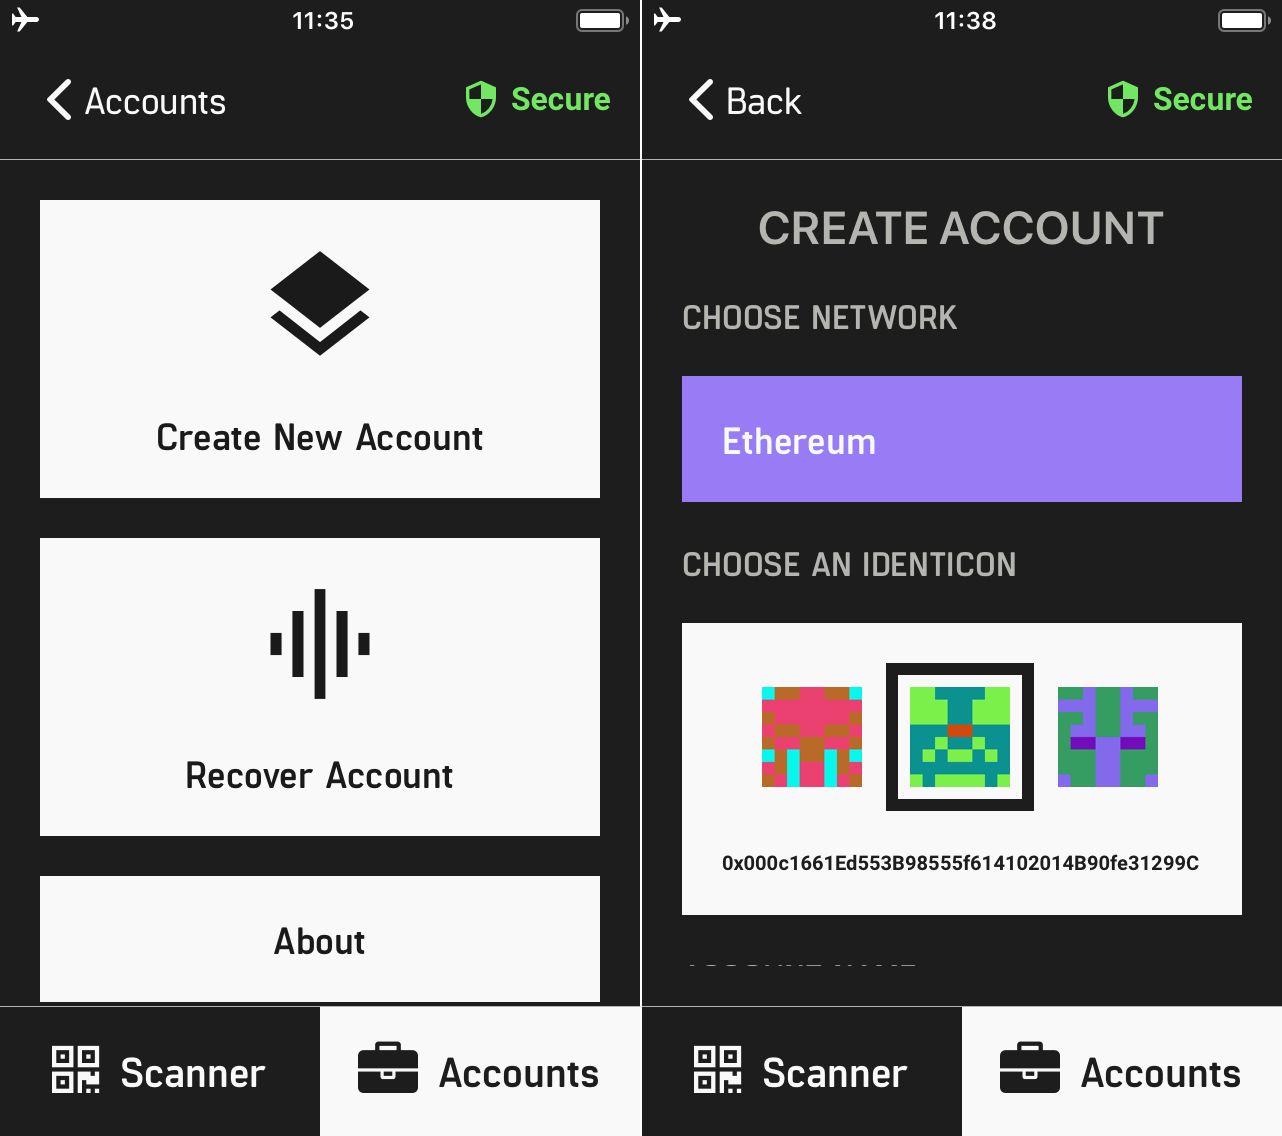 11:35
Accounts
Secure
Create New Account
Recover Account
About
Scanner
Accounts
11:38
Back
Secure
CREATE ACCOUNT
CHOOSE NETWORK
Ethereum
CHOOSE AN IDENTICON
0x000c1661Ed553B98555f614102014B90fe31299C
Scanner
Accounts